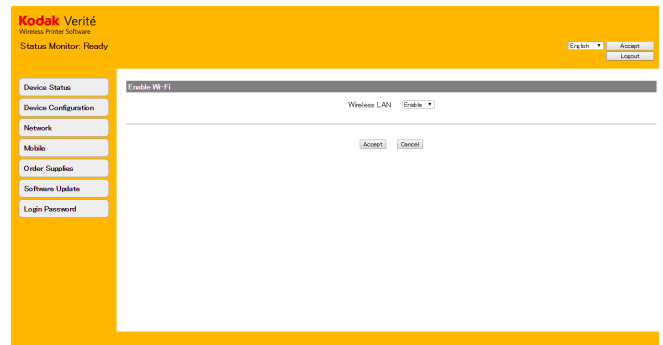 Kodak Verité
Wireless Printer Software
Status Monitor: Ready
English
Accept
Logout
Device Status
Device Configuration
Network
Mobile
Order Supplies
Software Update
Login Password
Enable Wi-Fi
Wireless LAN Enable
Accept Cancel